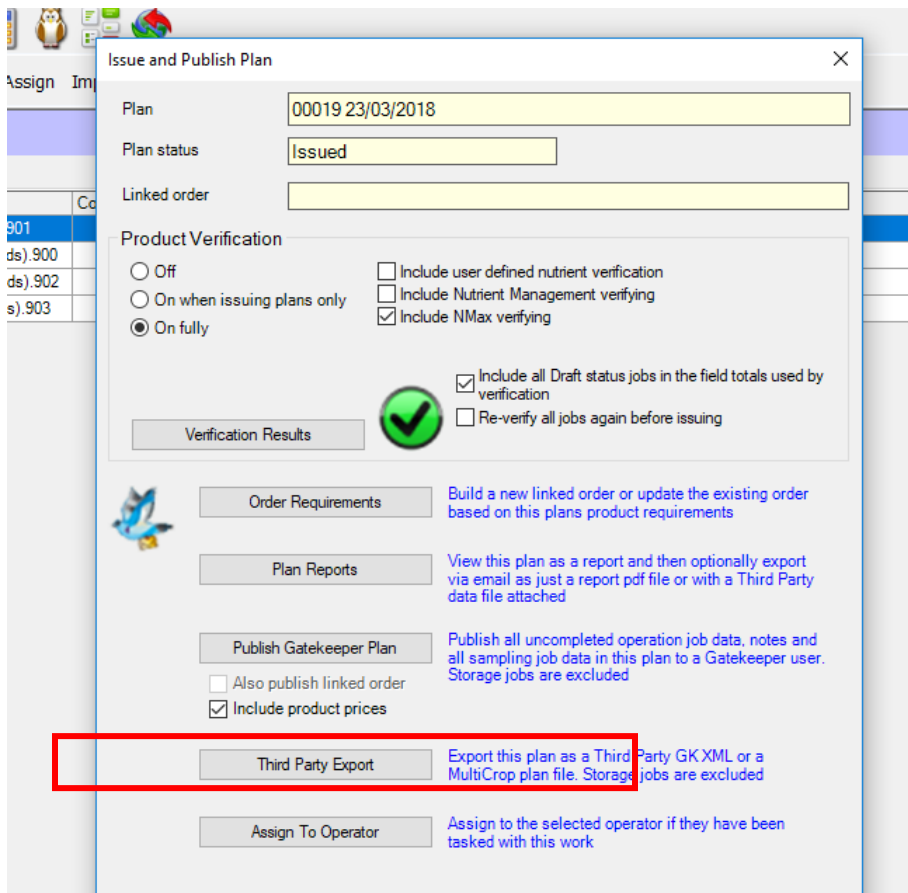 Issue and Publish Plan
Assign
Plan 00019 23/03/2018
Plan status Issued
Linked order
901
ds).900
ds).902
s).903
Product Verification
Off
On when issuing plans only
On fully
Include user defined nutrient verification
Include Nutrient Management verifying
Include NMax verifying
Include all Draft status jobs in the field totals used by
verification
Re-verify all jobs again before issuing
Verification Results
Order Requirements
Build a new linked order or update the existing order
based on this plans product requirements
Plan Reports
View this plan as a report and then optionally export
via email as just a report pdf file or with a Third Party
data file attached
Publish Gatekeeper Plan
Publish all uncompleted operation job data, notes and
all sampling job data in this plan to a Gatekeeper user.
Storage jobs are excluded
Also publish linked order
Include product prices
Third Party Export
Export this plan as a Third Party GK XML or a
MultiCrop plan file. Storage jobs are excluded
Assign To Operator
Assign to the selected operator if they have been
tasked with this work